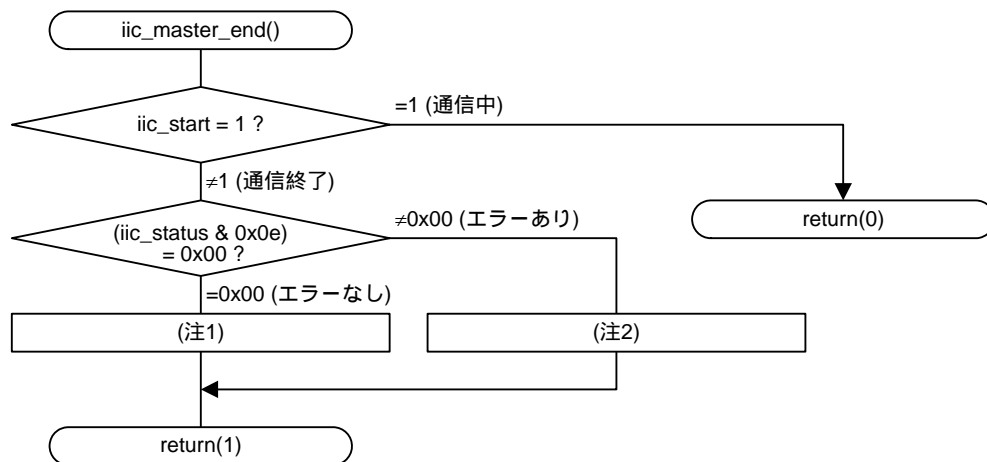 iic_master_end()
=1 (通信中)
iic_start = 1 ?
≠1 (通信終了)
≠0x00 (エラーあり)
return(0)
(iic_status & 0x0e)
= 0x00 ?
=0x00 (エラーなし)
(注1)
(注2)
return(1)